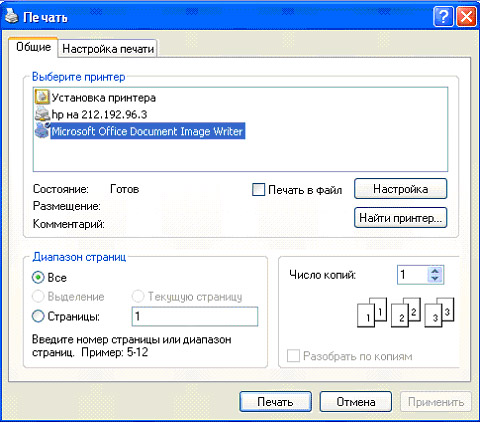 Печать
Общие
Настройка печати
Выберите принтер
Установка принтера
hp на 212.192.96.3
Microsoft Office Document Image Writer
Состояние: Готов
Печать в файл
Настройка
Размещение:
Комментарий:
Найти принтер...
Диапазон страниц
Все
Выделение
Текущую страницу
Страницы: 1
Введите номер страницы или диапазон
страниц. Пример: 5-12
Число копий: 1
1 1 2 2 3 3
Разобрать по копиям
Печать
Отмена
Применить